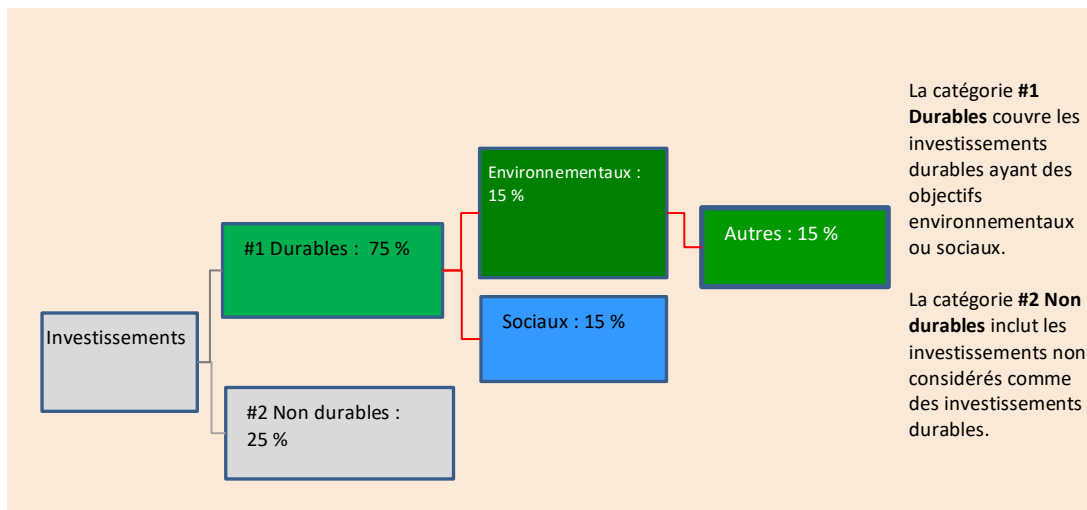 Investissements
#1 Durables : 75 %
#2 Non durables :
25 %
Environnementaux :
15 %
Sociaux : 15 %
Autres : 15 %
La catégorie #1
Durables couvre les
investissements
durables ayant des
objectifs
environnementaux
ou sociaux.
La catégorie #2 Non
durables inclut les
investissements non
considérés comme
des investissements
durables.